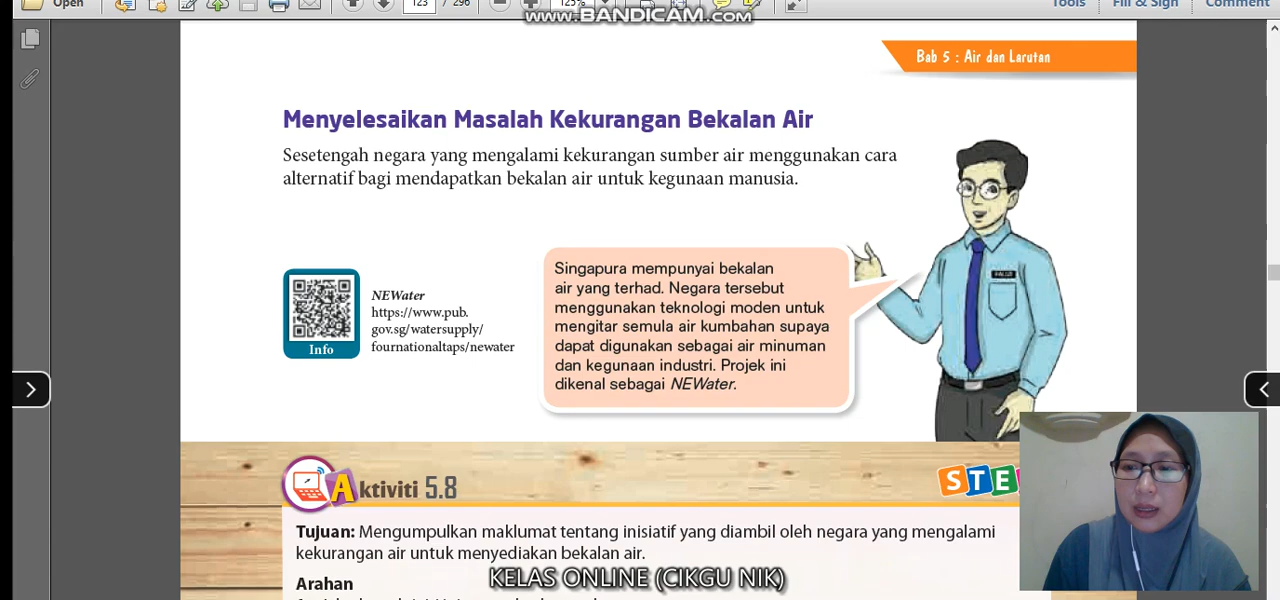 Open
123
/ 296
125%
Tools
Fill & Sign
Comment
www.BANDICAM.com
Bab 5 : Air dan Larutan
Menyelesaikan Masalah Kekurangan Bekalan Air
Sesetengah negara yang mengalami kekurangan sumber air menggunakan cara
alternatif bagi mendapatkan bekalan air untuk kegunaan manusia.
Info
NEWater
https://www.pub.
gov.sg/watersupply/
fournationaltaps/newater
Singapura mempunyai bekalan
air yang terhad. Negara tersebut
menggunakan teknologi moden untuk
mengitar semula air kumbahan supaya
dapat digunakan sebagai air minuman
dan kegunaan industri. Projek ini
dikenal sebagai NEWater.
Aktiviti 5.8
STE
Tujuan: Mengumpulkan maklumat tentang inisiatif yang diambil oleh negara yang mengalami
kekurangan air untuk menyediakan bekalan air.
KELAS ONLINE (CIKGU NIK)
Arahan